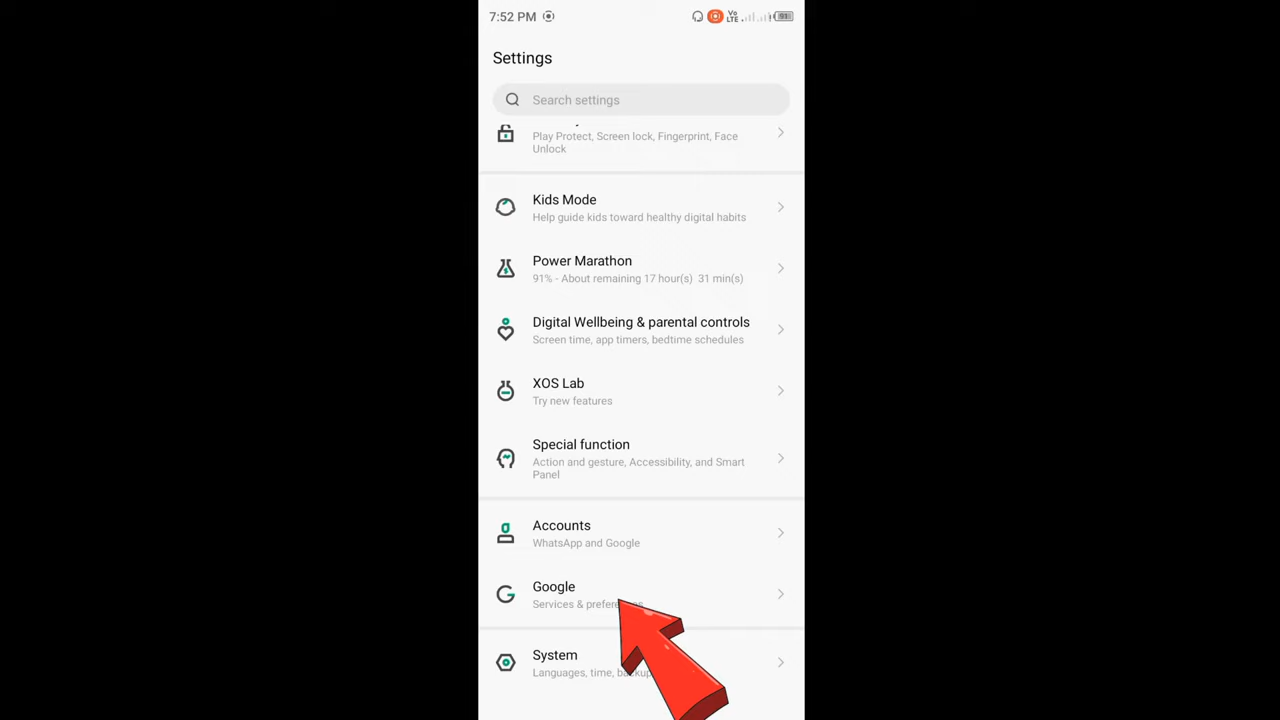 7:52 PM
Vo
LTE
91
Settings
Search settings
Play Protect, Screen lock, Fingerprint, Face
Unlock
Kids Mode
Help guide kids toward healthy digital habits
Power Marathon
91% - About remaining 17 hour(s) 31 min(s)
Digital Wellbeing & parental controls
Screen time, app timers, bedtime schedules
XOS Lab
Try new features
Special function
Action and gesture, Accessibility, and Smart
Panel
Accounts
WhatsApp and Google
Google
Services &
System
Languages, time,